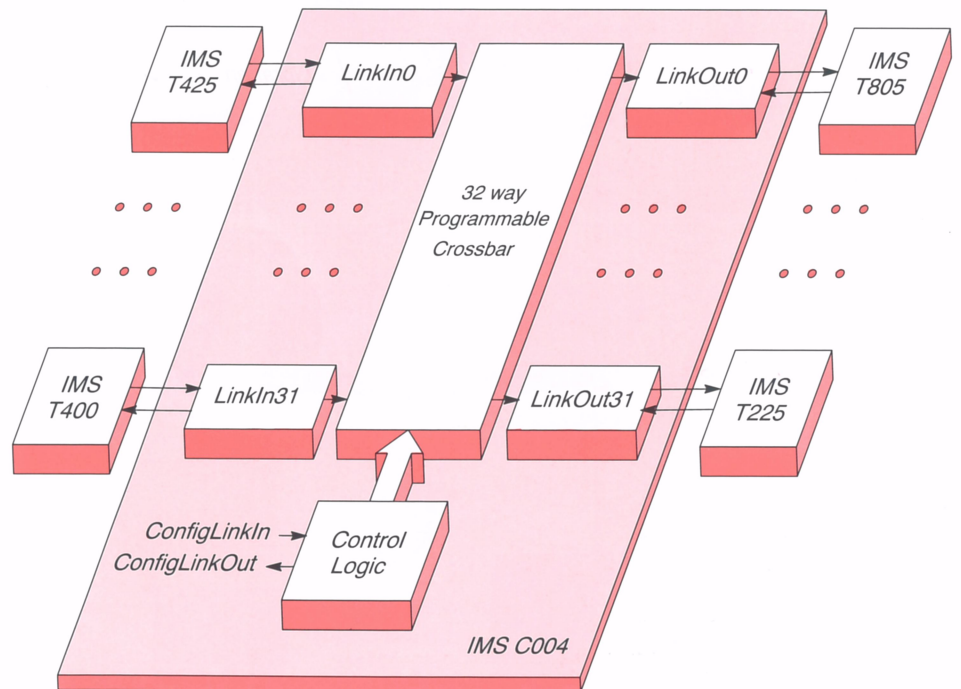 IMS
T425
LinkIn0
LinkOut0
IMS
T805
32 way
Programmable
Crossbar
IMS
T400
LinkIn31
LinkOut31
IMS
T225
ConfigLinkIn
ConfigLinkOut
Control
Logic
IMS C004